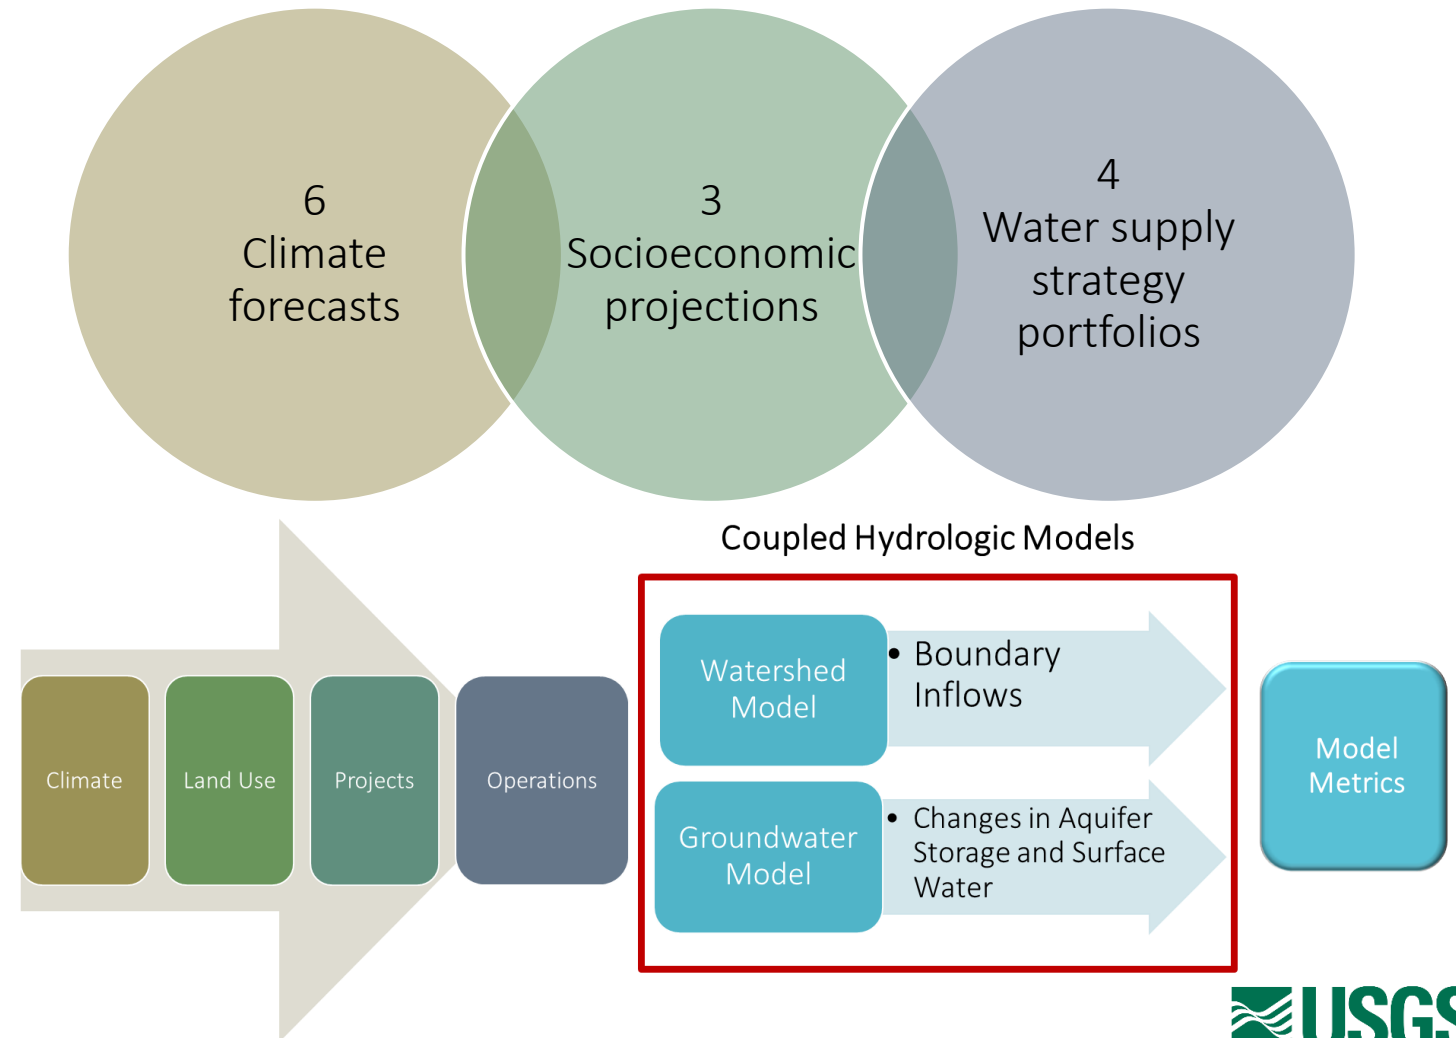 6
Climate
forecasts
3
Socioeconomic
projections
4
Water supply
strategy
portfolios
Coupled Hydrologic Models
Climate
Land Use
Projects
Operations
Watershed
Model
• Boundary
Inflows
Groundwater
Model
• Changes in Aquifer
Storage and Surface
Water
Model
Metrics
USGS